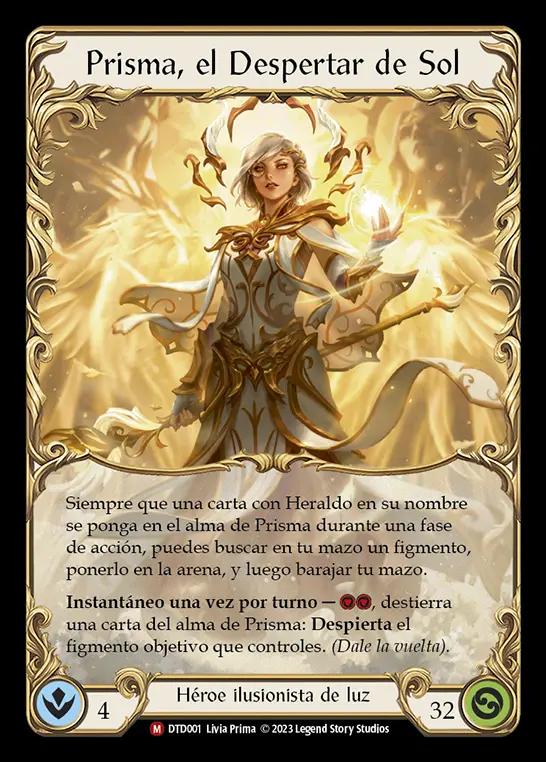 Prisma, el Despertar de Sol
Siempre que una carta con Heraldo en su nombre
se ponga en el alma de Prisma durante una fase
de acción, puedes buscar en tu mazo un figmento,
ponerlo en la arena, y luego barajar tu mazo.
Instantáneo una vez por turno — , destierra
una carta del alma de Prisma: Despierta el
figmento objetivo que controles. (Dale la vuelta).
4
Héroe ilusionista de luz
32
M DTD001 Livia Prima © 2023 Legend Story Studios